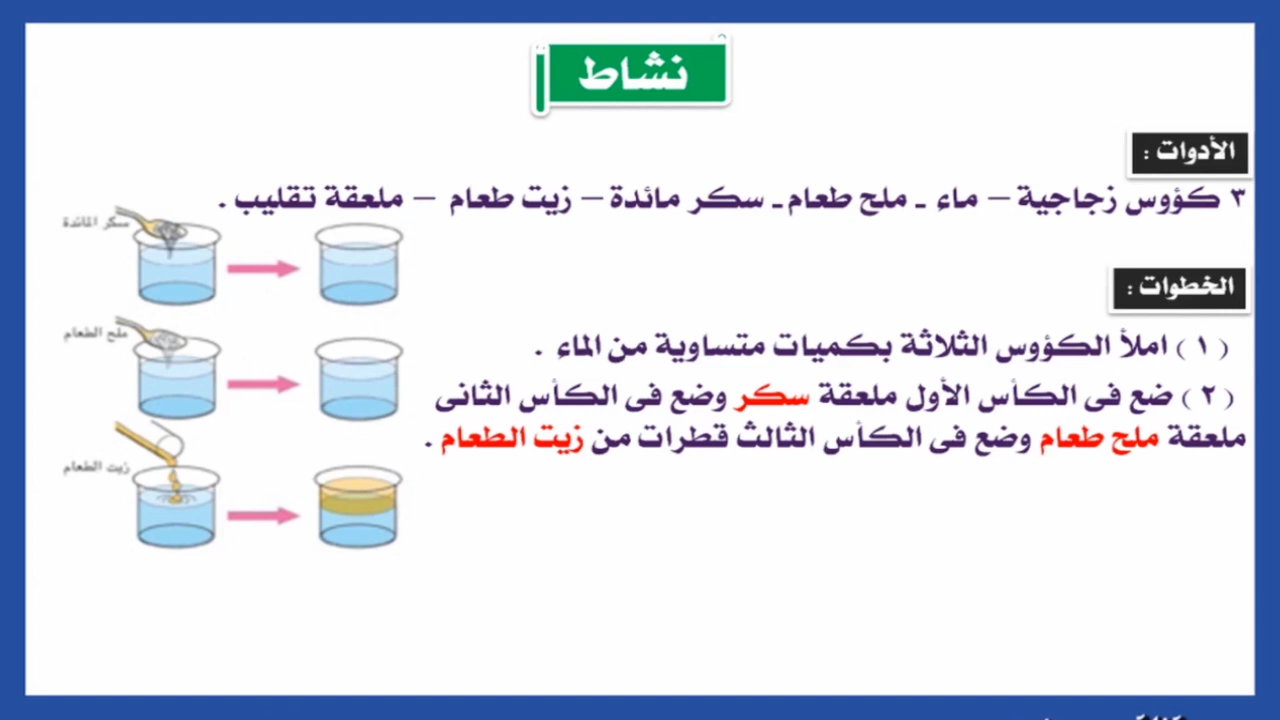 نشاط
الأدوات :
٣ كؤوس زجاجية – ماء - ملح طعام - سكر مائدة – زيت طعام – ملعقة تقليب .
سكر المائدة
الخطوات :
ملح الطعام
( ١ ) املأ الكؤوس الثلاثة بكميات متساوية من الماء .
( ٢ ) ضع فى الكأس الأول ملعقة سكر وضع فى الكأس الثانى
ملعقة ملح طعام وضع فى الكأس الثالث قطرات من زيت الطعام .
زيت الطعام